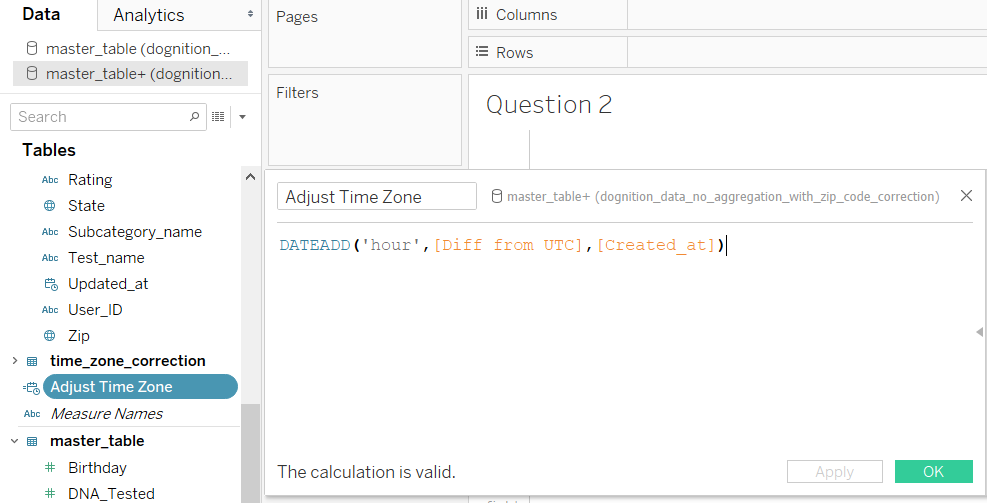 Data
Analytics
master_table (dognition_...
master_table+ (dognition...
Search
Tables
Abc Rating
State
Abc Subcategory_name
Abc Test_name
Updated_at
Abc User_ID
Zip
time_zone_correction
Adjust Time Zone
Abc Measure Names
master_table
# Birthday
# DNA_Tested
Pages
Filters
Columns
Rows
Question 2
Adjust Time Zone
master_table+ (dognition_data_no_aggregation_with_zip_code_correction)
DATEADD('hour',[Diff from UTC],[Created_at])
The calculation is valid.
Apply
OK